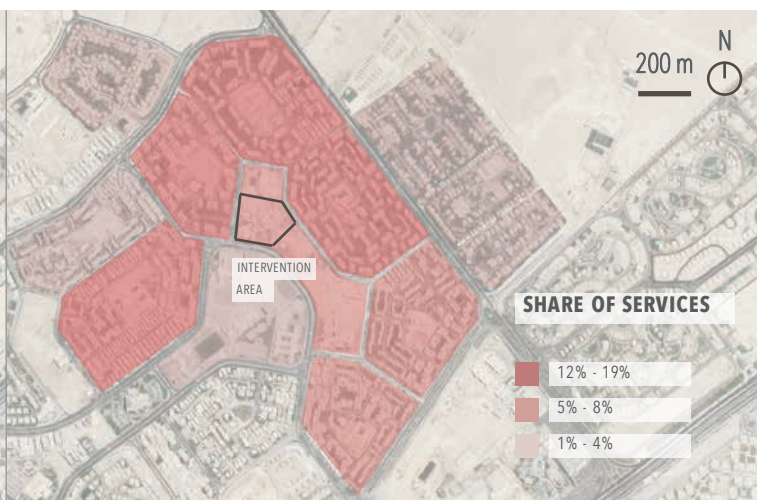 N
200 m
INTERVENTION
AREA
SHARE OF SERVICES
12% - 19%
5% - 8%
1% - 4%